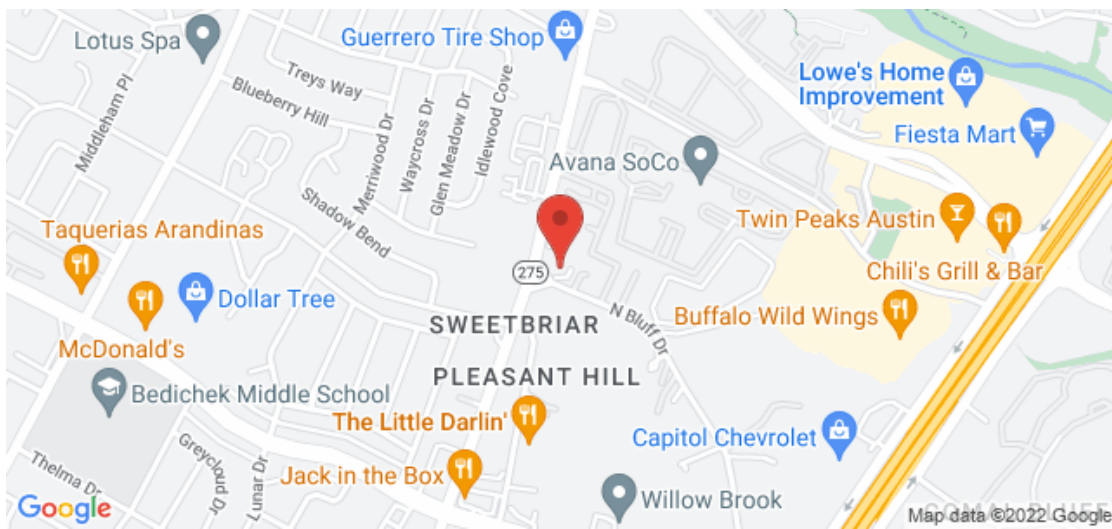 Lotus Spa
Guerrero Tire Shop
Treys Way
Blueberry Hill
Middleham Pl
Merriwood Dr
Waycross Dr
Glen Meadow Dr
Idlewood Cove
Lowe's Home
Improvement
Fiesta Mart
Avana SoCo
Shadow Bend
Twin Peaks Austin
Taquerias Arandinas
275
Chili's Grill & Bar
Dollar Tree
N Bluff Dr
SWEETBRIAR
Buffalo Wild Wings
McDonald's
PLEASANT HILL
Bedichek Middle School
The Little Darlin'
Capitol Chevrolet
Greycloud Dr
Lunar Dr
Thelma Dr
Jack in the Box
Willow Brook
Google
Map data ©2022 Google